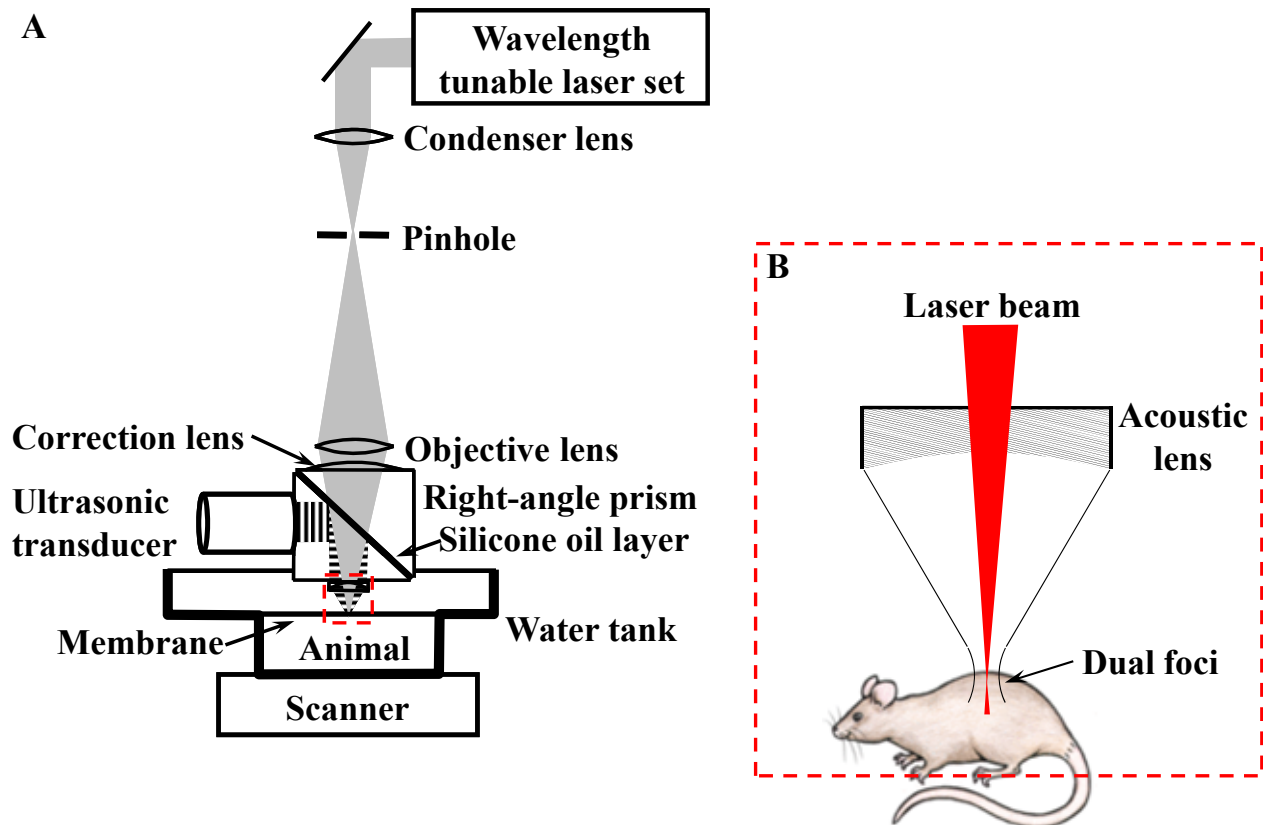 A
Wavelength
tunable laser set
Condenser lens
Pinhole
Correction lens
Objective lens
Ultrasonic
transducer
Right-angle prism
Silicone oil layer
Membrane
Animal
Water tank
Scanner
B
Laser beam
Acoustic
lens
Dual foci